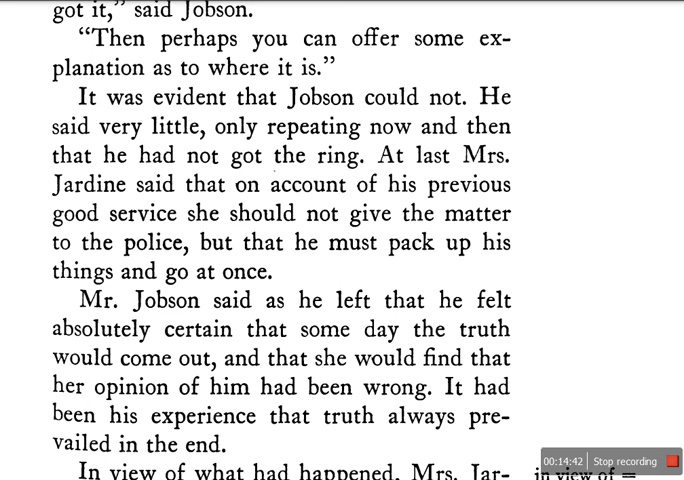 got it,” said Jobson.
“Then perhaps you can offer some ex-
planation as to where it is.”
It was evident that Jobson could not. He
said very little, only repeating now and then
that he had not got the ring. At last Mrs.
Jardine said that on account of his previous
good service she should not give the matter
to the police, but that he must pack up his
things and go at once.
Mr. Jobson said as he left that he felt
absolutely certain that some day the truth
would come out, and that she would find that
her opinion of him had been wrong. It had
been his experience that truth always pre-
vailed in the end.
In view of what had happened, Mrs. Jar-
in view of =
00:14:42 Stop recording